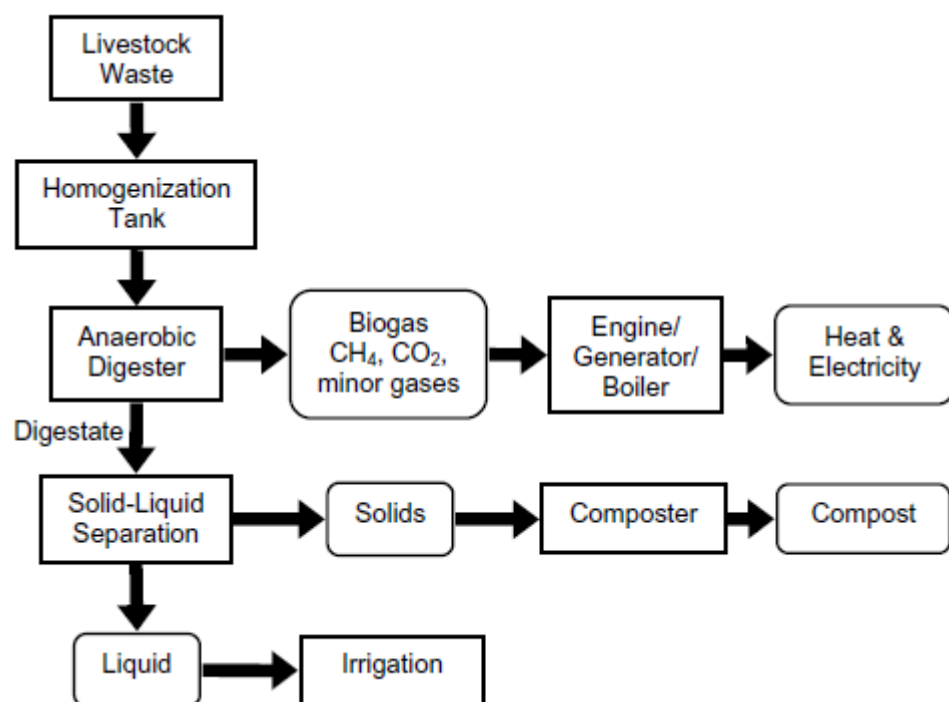 Livestock
Waste
Homogenization
Tank
Anaerobic
Digester
Biogas
CH₄, CO₂,
minor gases
Engine/
Generator/
Boiler
Heat &
Electricity
Digestate
Solid-Liquid
Separation
Solids
Composter
Compost
Liquid
Irrigation